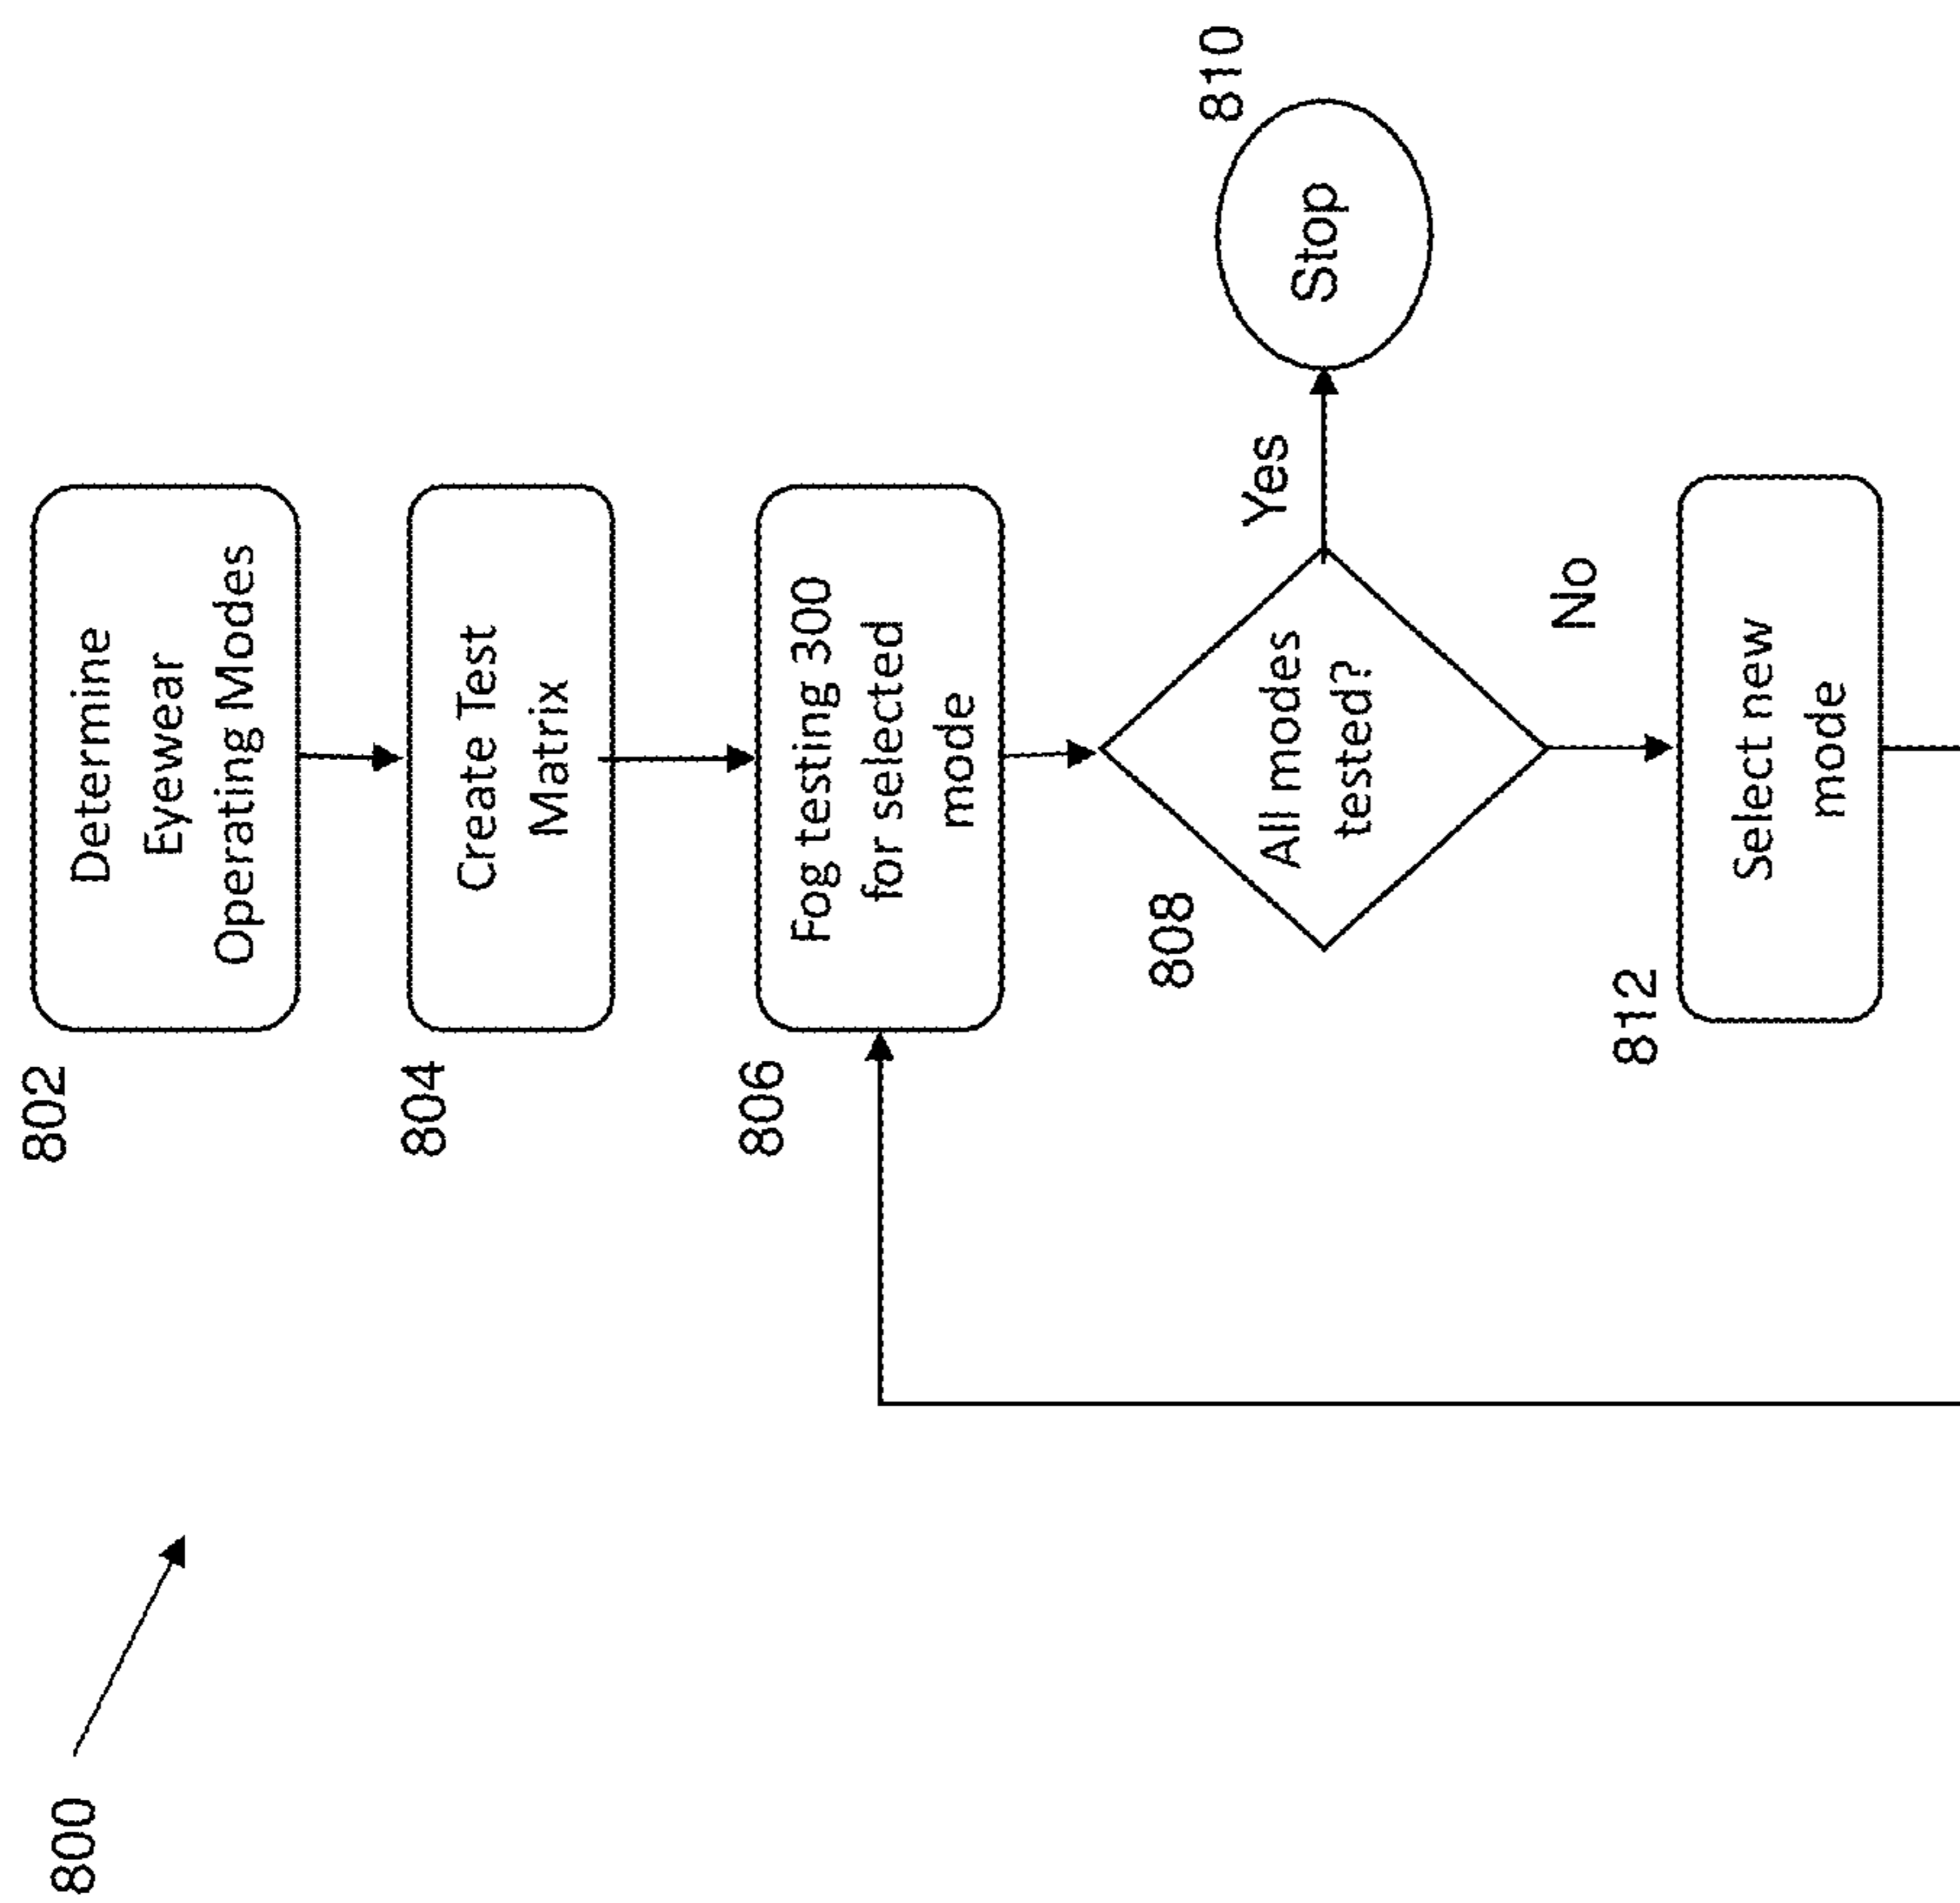 800
802
Determine
Eyewear
Operating Modes
804
Create Test
Matrix
806
Fog testing 300
for selected
mode
808
All modes
tested?
Yes
810
Stop
No
812
Select new
mode